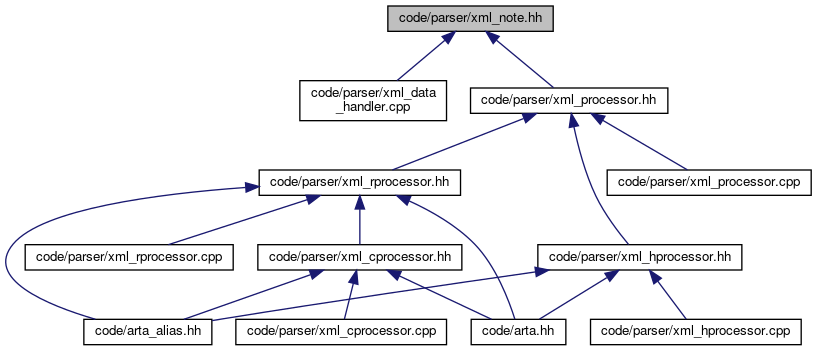 code/parser/xml_note.hh
code/parser/xml_data
_handler.cpp
code/parser/xml_processor.hh
code/parser/xml_rprocessor.hh
code/parser/xml_processor.cpp
code/parser/xml_rprocessor.cpp
code/parser/xml_cprocessor.hh
code/parser/xml_hprocessor.hh
code/arta_alias.hh
code/parser/xml_cprocessor.cpp
code/arta.hh
code/parser/xml_hprocessor.cpp